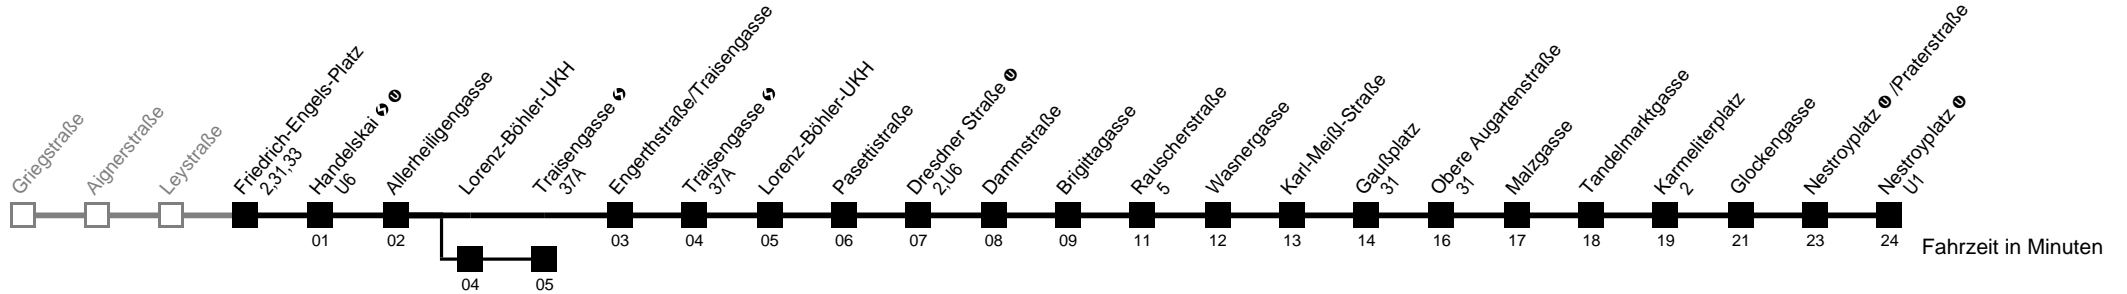 Griegstraße
Aignerstraße
Leystraße
Friedrich-Engels-Platz
2,31,33
Handelskai S U
U6
Allerheiligengasse
Lorenz-Böhler-UKH
Traisengasse S
37A
Engerthstraße/Traisengasse
Traisengasse S
37A
Lorenz-Böhler-UKH
Pasettistraße
Dresdner Straße U
2,U6
Dammstraße
Brigittagasse
Rauscherstraße
5
Wasnergasse
Karl-Meißl-Straße
Gaußplatz
31
Obere Augartenstraße
31
Malzgasse
Tandelmarktgasse
Karmeliterplatz
2
Glockengasse
Nestroyplatz U /Praterstraße
Nestroyplatz U
U1
01 02 03 04 05 06 07 08 09 11 12 13 14 16 17 18 19 21 23 24
Fahrzeit in Minuten
04 05